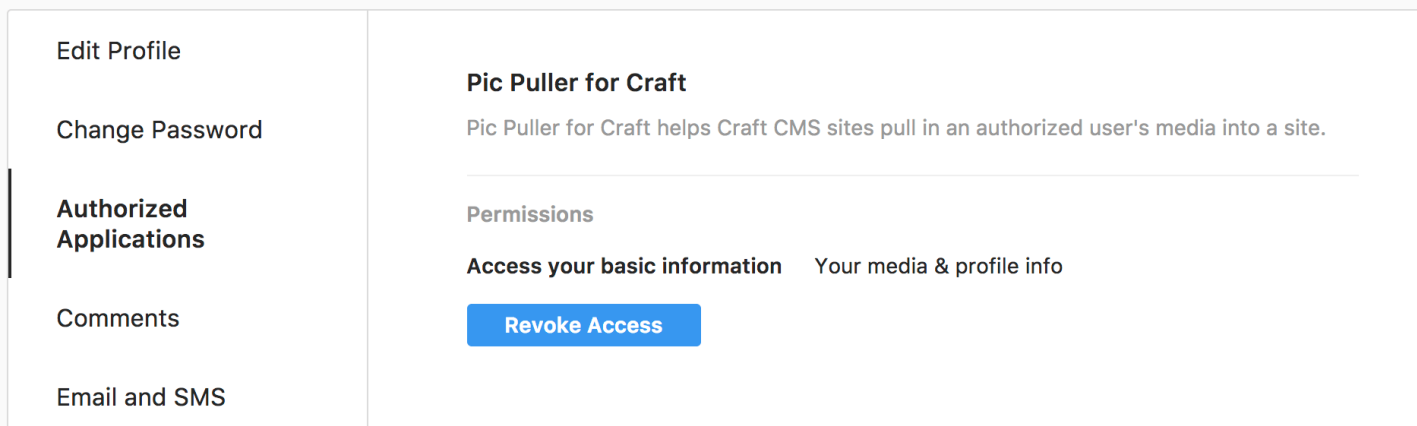 Edit Profile
Change Password
Authorized
Applications
Comments
Email and SMS
Pic Puller for Craft
Pic Puller for Craft helps Craft CMS sites pull in an authorized user's media into a site.
Permissions
Access your basic information Your media & profile info
Revoke Access